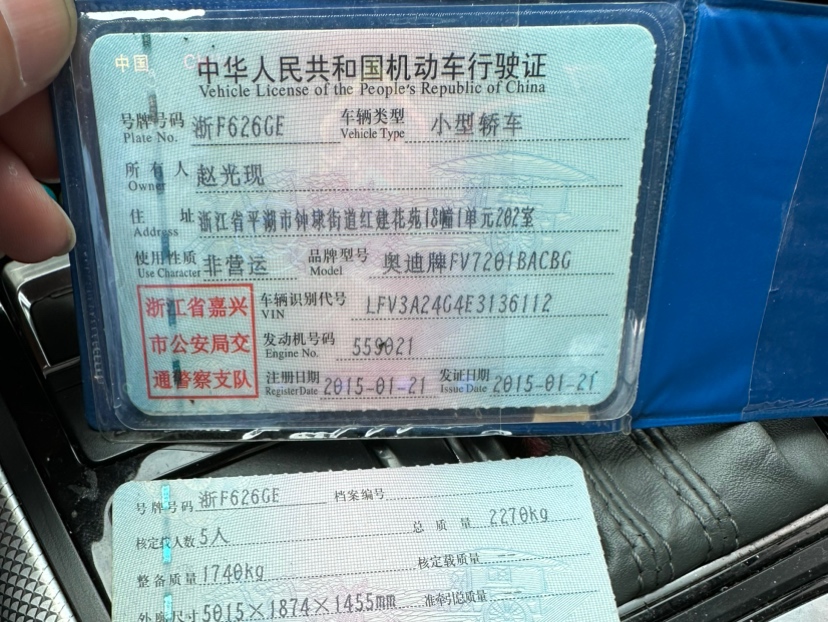 中国
中华人民共和国机动车行驶证
Vehicle License of the People's Republic of China
号牌号码 浙F626GE 车辆类型 小型轿车
Plate No. Vehicle Type
所有人 赵光现
Owner
住址 浙江省平湖市钟埭街道红建花苑18幢1单元202室
Address
使用性质 非营运 品牌型号 奥迪牌FV7201BACBG
Use Character Model
浙江省嘉兴
市公安局交
通警察支队
车辆识别代号 LFV3A24G4E3136112
VIN
发动机号码 559021
Engine No.
注册日期 2015-01-21 发证日期 2015-01-21
Register Date Issue Date
号牌号码 浙F626GE 档案编号
核定载人数 5人 总质量 2270kg
整备质量 1740kg 核定载质量 --
外廓尺寸 5015×1874×1455mm 准牵引总质量 --